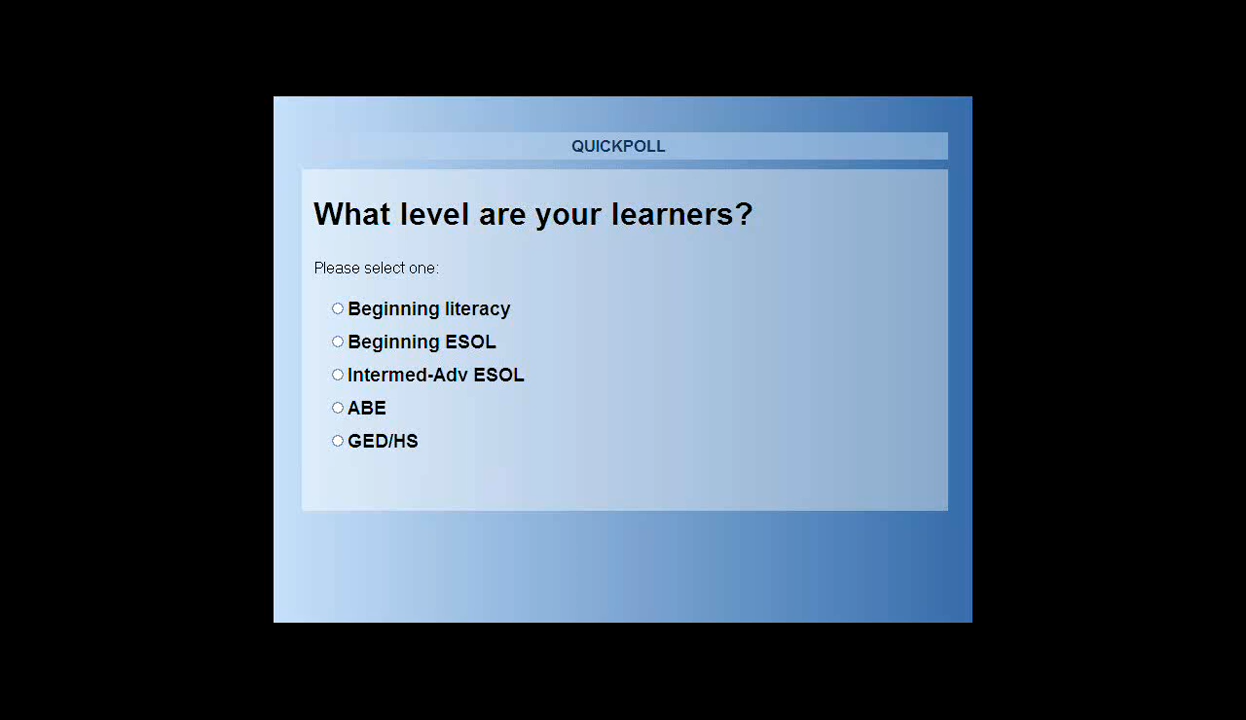 QUICKPOLL
What level are your learners?
Please select one:
Beginning literacy
Beginning ESOL
Intermed-Adv ESOL
ABE
GED/HS